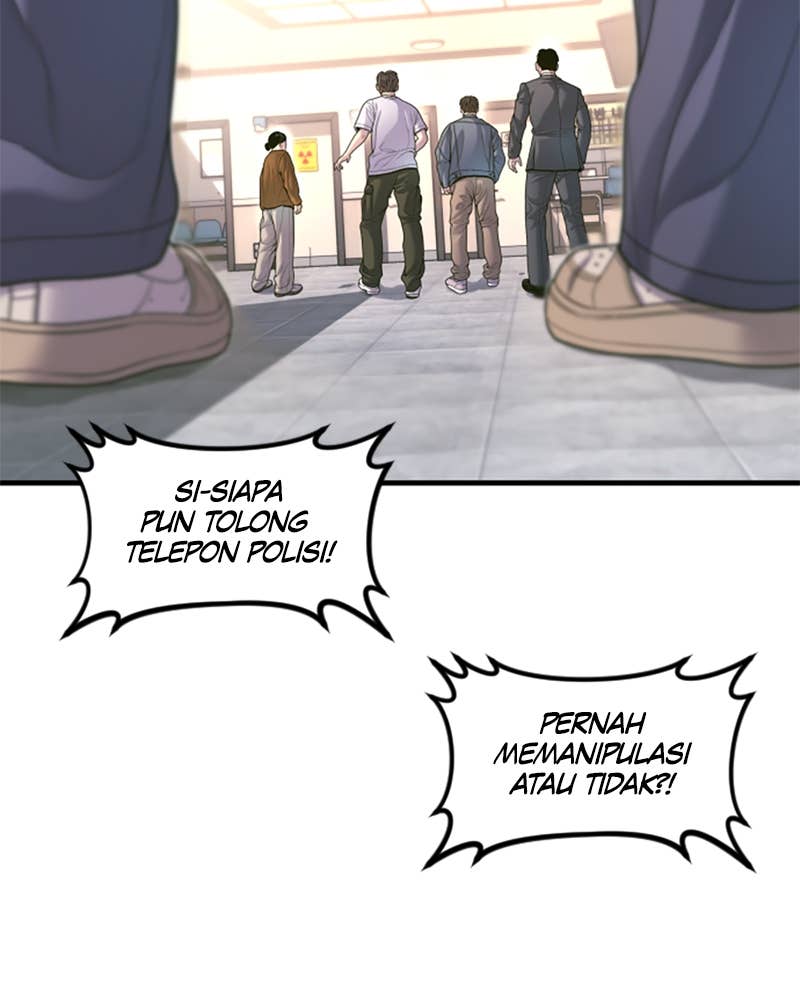 SI-SIAPA
PUN TOLONG
TELEPON POLISI!
PERNAH
MEMANIPULASI
ATAU TIDAK?!